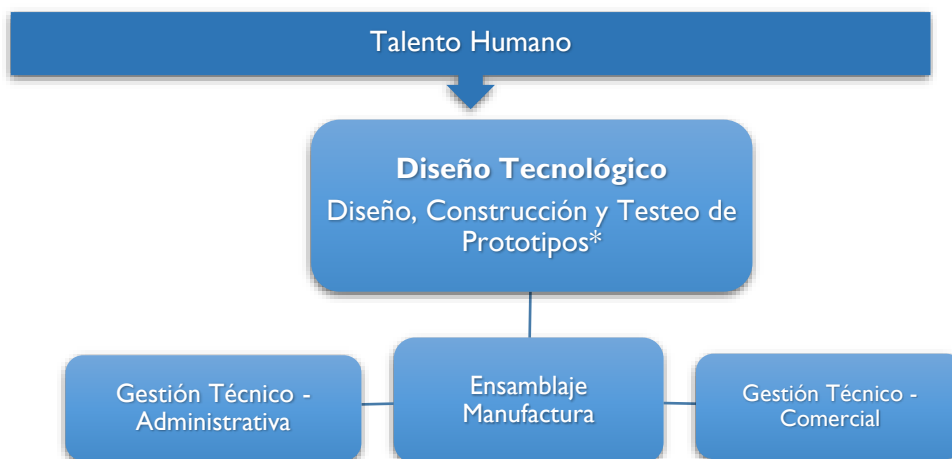 Talento Humano
Diseño Tecnológico
Diseño, Construcción y Testeo de
Prototipos*
Gestión Técnico -
Administrativa
Ensamblaje
Manufactura
Gestión Técnico -
Comercial